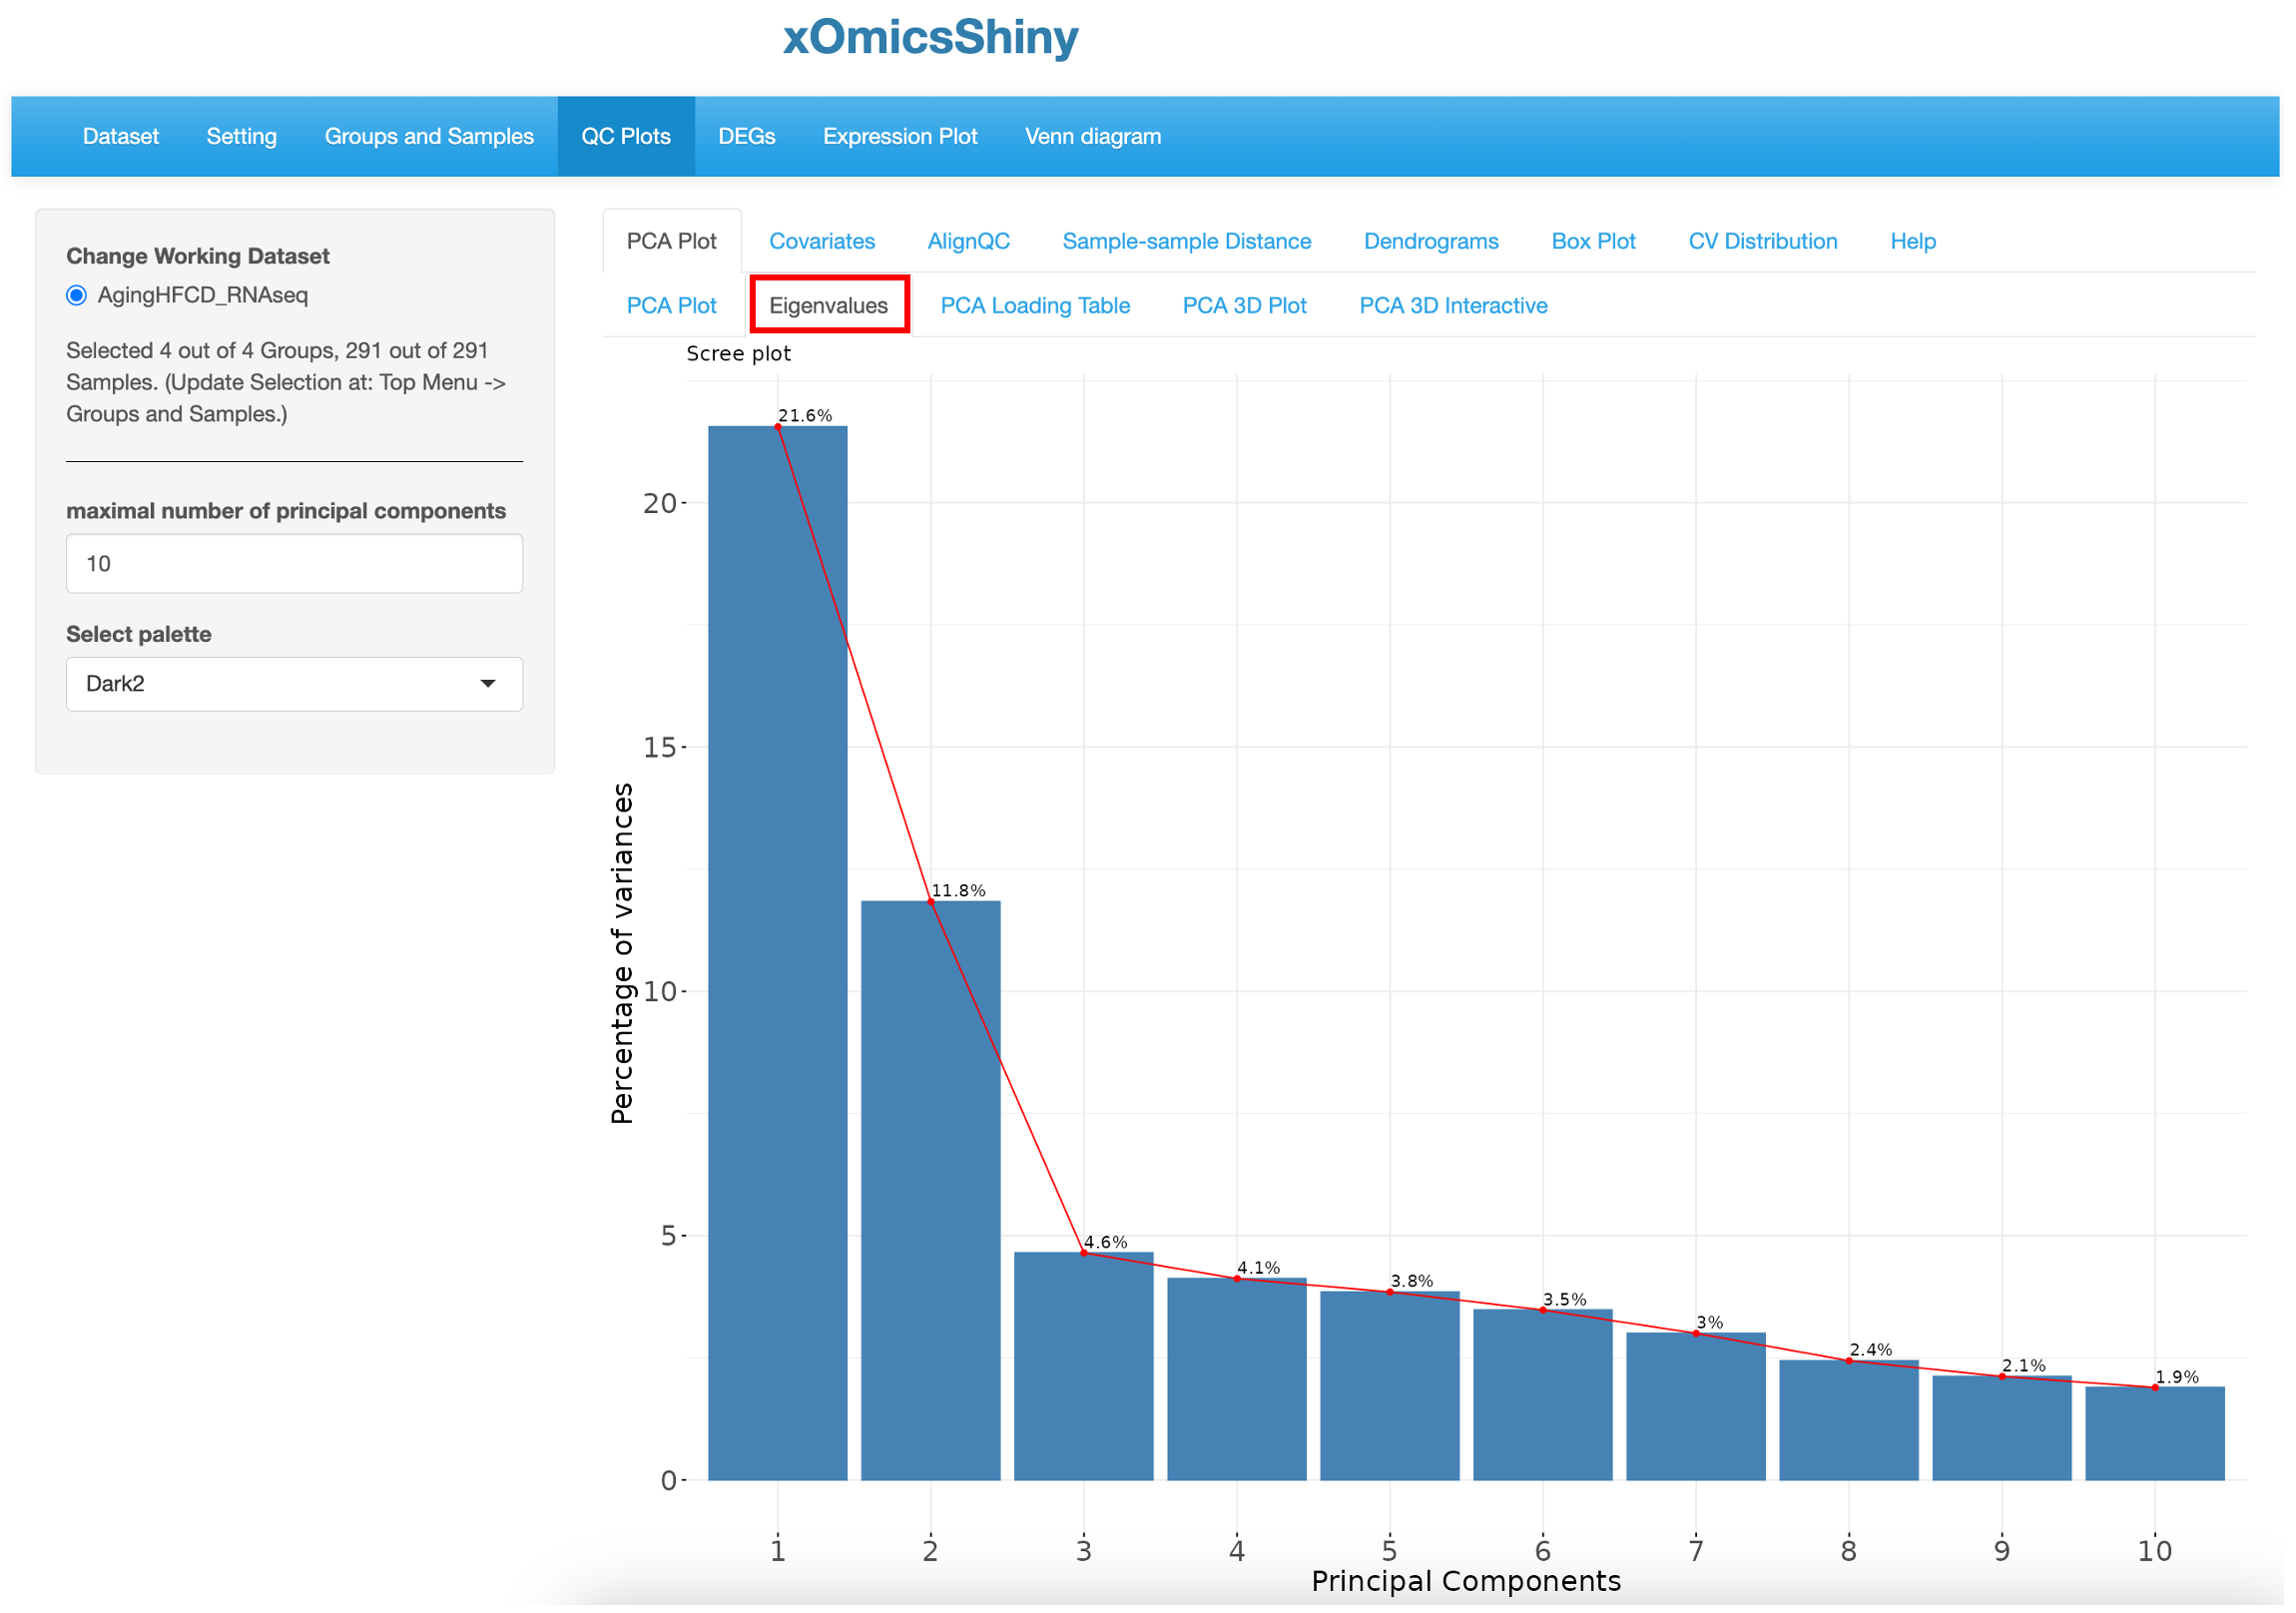 xOmicsShiny
Dataset Setting Groups and Samples QC Plots DEGs Expression Plot Venn diagram
Change Working Dataset
AgingHFCD_RNAseq
Selected 4 out of 4 Groups, 291 out of 291
Samples. (Update Selection at: Top Menu ->
Groups and Samples.)
maximal number of principal components
10
Select palette
Dark2
PCA Plot Covariates AlignQC Sample-sample Distance Dendrograms Box Plot CV Distribution Help
PCA Plot Eigenvalues PCA Loading Table PCA 3D Plot PCA 3D Interactive
Scree plot
Percentage of variances
20
15
10
5
0
21.6%
11.8%
4.6%
4.1%
3.8%
3.5%
3%
2.4%
2.1%
1.9%
1 2 3 4 5 6 7 8 9 10
Principal Components